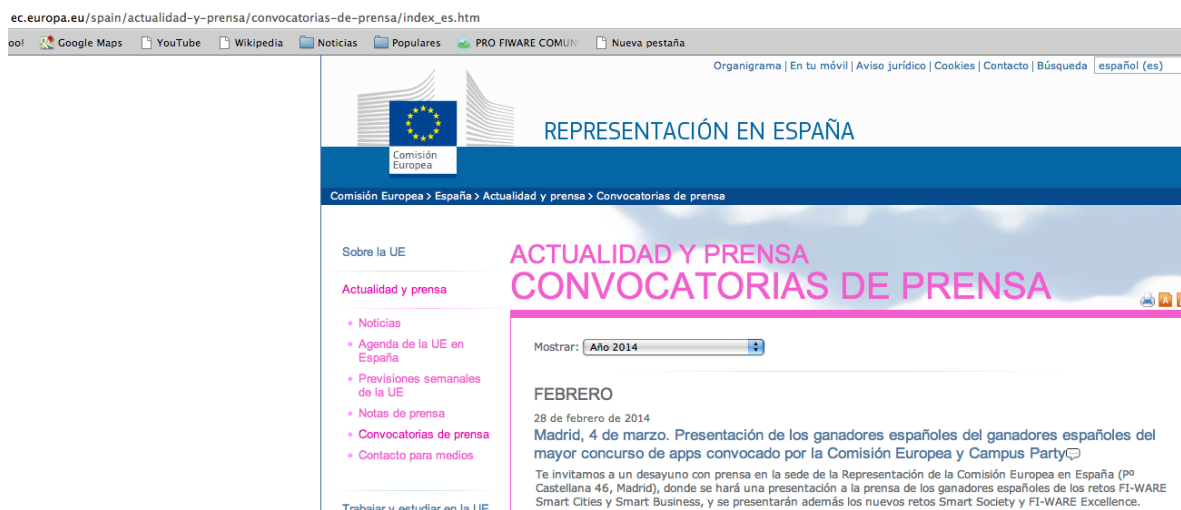 ec.europa.eu/spain/actualidad-y-prensa/convocatorias-de-prensa/index_es.htm
oo! Google Maps YouTube Wikipedia Noticias Populares PRO FIWARE COMUN Nueva pestaña
Organigrama | En tu móvil | Aviso jurídico | Cookies | Contacto | Búsqueda español (es)
REPRESENTACIÓN EN ESPAÑA
Comisión
Europea
Comisión Europea > España > Actualidad y prensa > Convocatorias de prensa
Sobre la UE
Actualidad y prensa
Noticias
Agenda de la UE en
España
Previsiones semanales
de la UE
Notas de prensa
Convocatorias de prensa
Contacto para medios
Trabajar y estudiar en la UE
ACTUALIDAD Y PRENSA
CONVOCATORIAS DE PRENSA
A
Mostrar: Año 2014
FEBRERO
28 de febrero de 2014
Madrid, 4 de marzo. Presentación de los ganadores españoles del ganadores españoles del
mayor concurso de apps convocado por la Comisión Europea y Campus Party
Te invitamos a un desayuno con prensa en la sede de la Representación de la Comisión Europea en España (Pº
Castellana 46, Madrid), donde se hará una presentación a la prensa de los ganadores españoles de los retos FI-WARE
Smart Cities y Smart Business, y se presentarán además los nuevos retos Smart Society y FI-WARE Excellence.